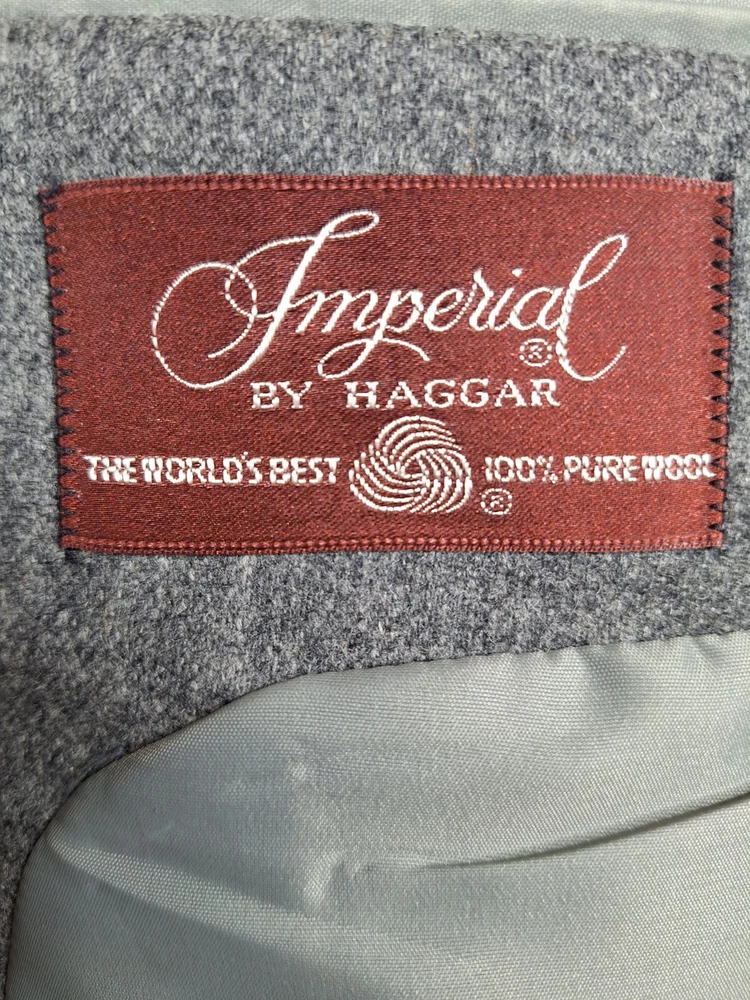 Imperial®
BY HAGGAR
THE WORLD'S BEST 100% PURE WOOL
®